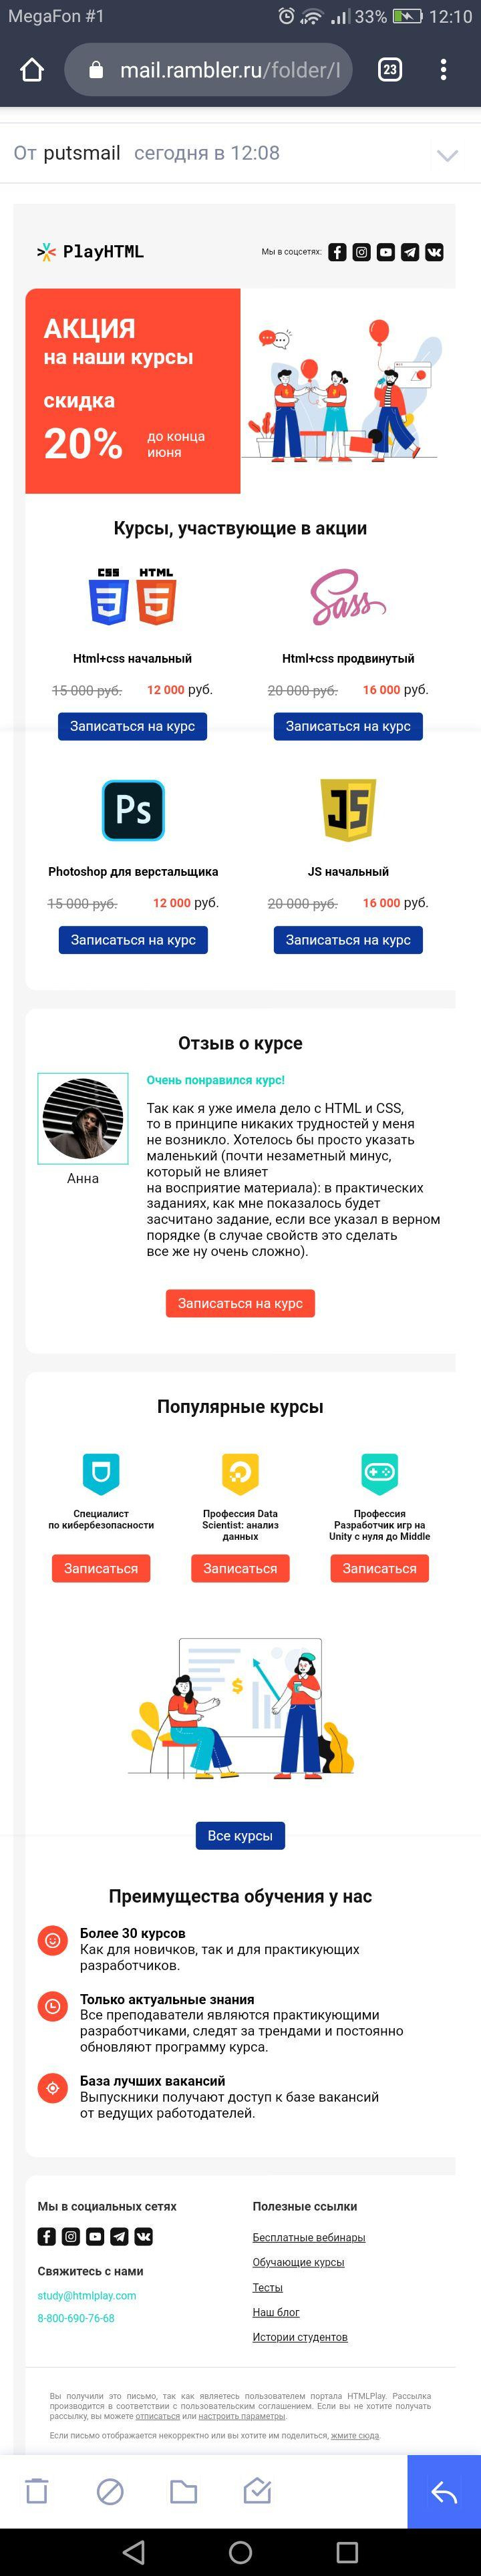 MegaFon #1 33% 12:10
mail.rambler.ru/folder/I 23
От putsmail сегодня в 12:08
PlayHTML Мы в соцсетях:
АКЦИЯ
на наши курсы
скидка
20% до конца
июня
Курсы, участвующие в акции
CSS HTML Sass
Html+css начальный Html+css продвинутый
15 000 руб. 12 000 руб. 20 000 руб. 16 000 руб.
Записаться на курс Записаться на курс
Ps JS
Photoshop для верстальщика JS начальный
15 000 руб. 12 000 руб. 20 000 руб. 16 000 руб.
Записаться на курс Записаться на курс
Отзыв о курсе
Очень понравился курс!
Так как я уже имела дело с HTML и CSS,
то в принципе никаких трудностей у меня
не возникло. Хотелось бы просто указать
маленький (почти незаметный минус,
который не влияет
на восприятие материала): в практических
заданиях, как мне показалось будет
засчитано задание, если все указал в верном
порядке (в случае свойств это сделать
все же ну очень сложно).
Анна
Записаться на курс
Популярные курсы
Специалист
по кибербезопасности
Профессия Data
Scientist: анализ
данных
Профессия
Разработчик игр на
Unity с нуля до Middle
Записаться Записаться Записаться
$
Все курсы
Преимущества обучения у нас
Более 30 курсов
Как для новичков, так и для практикующих
разработчиков.
Только актуальные знания
Все преподаватели являются практикующими
разработчиками, следят за трендами и постоянно
обновляют программу курса.
База лучших вакансий
Выпускники получают доступ к базе вакансий
от ведущих работодателей.
Мы в социальных сетях
Свяжитесь с нами
study@htmlplay.com
8-800-690-76-68
Полезные ссылки
Бесплатные вебинары
Обучающие курсы
Тесты
Наш блог
Истории студентов
Вы получили это письмо, так как являетесь пользователем портала HTMLPlay. Рассылка
производится в соответствии с пользовательским соглашением. Если вы не хотите получать
рассылку, вы можете отписаться или настроить параметры.
Если письмо отображается некорректно или вы хотите им поделиться, жмите сюда.